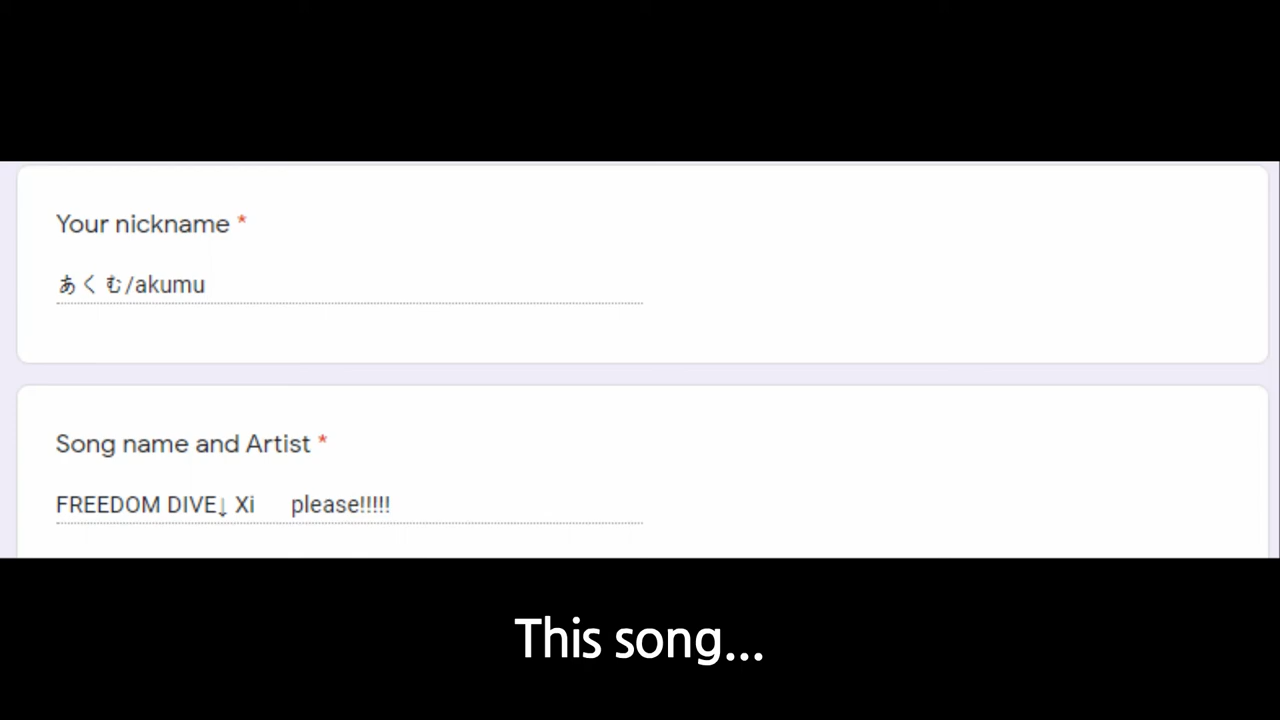 Your nickname *
あくむ/akumu
Song name and Artist *
FREEDOM DIVE↓ Xi please!!!!!
This song...